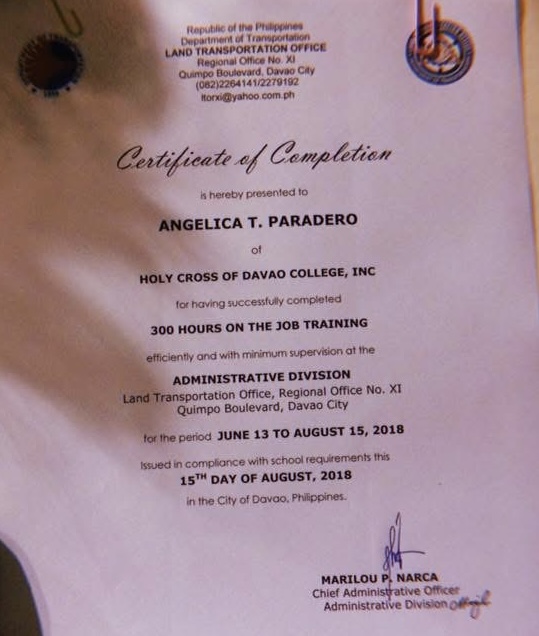 Republic of the Philippines
Department of Transportation
LAND TRANSPORTATION OFFICE
Regional Office No. XI
Quimpo Boulevard, Davao City
(082)2264141/2279192
ltorxi@yahoo.com.ph
Certificate of Completion
is hereby presented to
ANGELICA T. PARADERO
of
HOLY CROSS OF DAVAO COLLEGE, INC
for having successfully completed
300 HOURS ON THE JOB TRAINING
efficiently and with minimum supervision at the
ADMINISTRATIVE DIVISION
Land Transportation Office, Regional Office No. XI
Quimpo Boulevard, Davao City
for the period JUNE 13 TO AUGUST 15, 2018
Issued in compliance with school requirements this
15TH DAY OF AUGUST, 2018
in the City of Davao, Philippines.
MARILOU P. NARCA
Chief Administrative Officer
Administrative Division